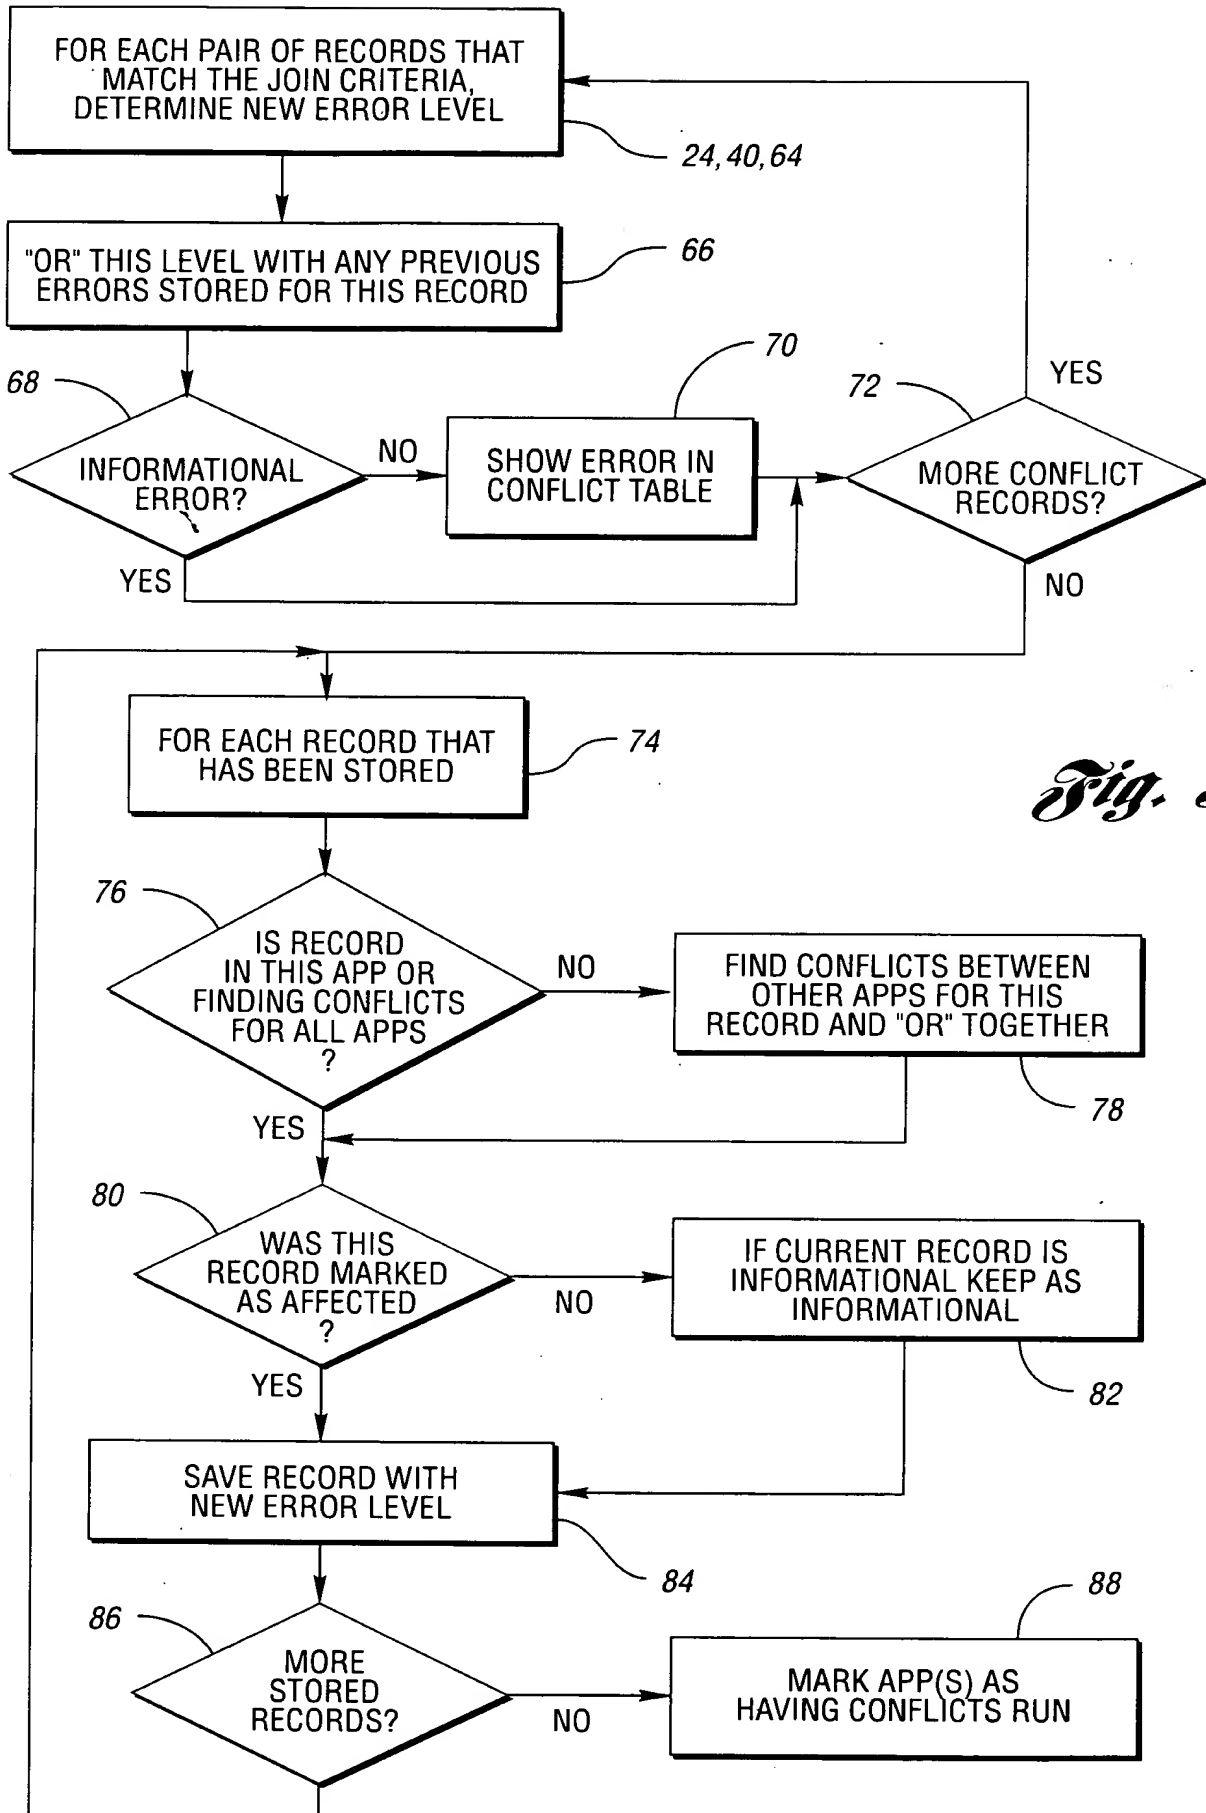 FOR EACH PAIR OF RECORDS THAT
MATCH THE JOIN CRITERIA,
DETERMINE NEW ERROR LEVEL
24, 40, 64
"OR" THIS LEVEL WITH ANY PREVIOUS
ERRORS STORED FOR THIS RECORD
66
68
INFORMATIONAL
ERROR?
NO
YES
70
SHOW ERROR IN
CONFLICT TABLE
72
YES
MORE CONFLICT
RECORDS?
NO
FOR EACH RECORD THAT
HAS BEEN STORED
74
Fig.
76
IS RECORD
IN THIS APP OR
FINDING CONFLICTS
FOR ALL APPS
?
NO
YES
FIND CONFLICTS BETWEEN
OTHER APPS FOR THIS
RECORD AND "OR" TOGETHER
78
80
WAS THIS
RECORD MARKED
AS AFFECTED
?
NO
YES
IF CURRENT RECORD IS
INFORMATIONAL KEEP AS
INFORMATIONAL
82
SAVE RECORD WITH
NEW ERROR LEVEL
84
86
MORE
STORED
RECORDS?
NO
88
MARK APP(S) AS
HAVING CONFLICTS RUN